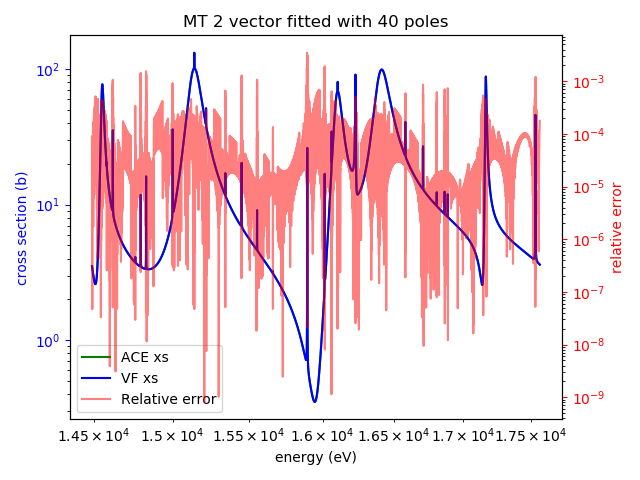 MT 2 vector fitted with 40 poles
cross section (b)
10²
10¹
10⁰
10⁻³
10⁻⁴
10⁻⁵
10⁻⁶
10⁻⁷
10⁻⁸
10⁻⁹
relative error
ACE xs
VF xs
Relative error
1.45 × 10⁴ 1.5 × 10⁴ 1.55 × 10⁴ 1.6 × 10⁴ 1.65 × 10⁴ 1.7 × 10⁴ 1.75 × 10⁴
energy (eV)